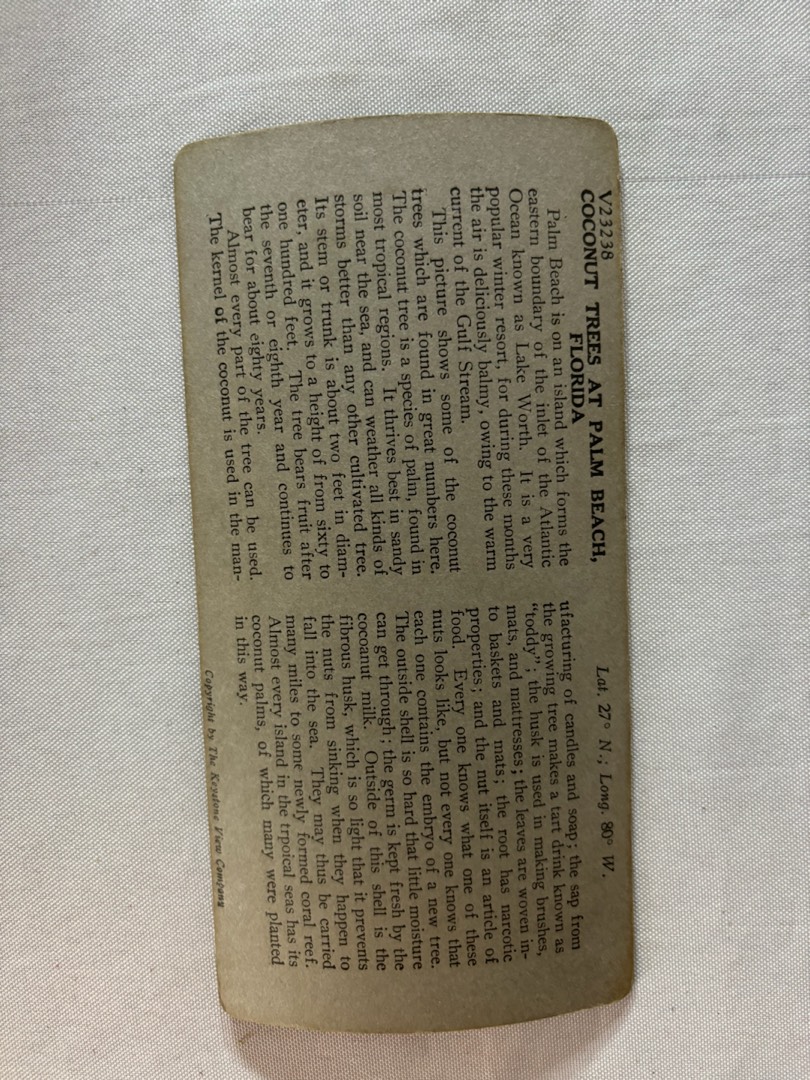 V23238
COCONUT TREES AT PALM BEACH,
FLORIDA
Palm Beach is on an island which forms the
eastern boundary of the inlet of the Atlantic
Ocean known as Lake Worth. It is a very
popular winter resort, for during these months
the air is deliciously balmy, owing to the warm
current of the Gulf Stream.
This picture shows some of the coconut
trees which are found in great numbers here.
The coconut tree is a species of palm, found in
most tropical regions. It thrives best in sandy
soil near the sea, and can weather all kinds of
storms better than any other cultivated tree.
Its stem or trunk is about two feet in diam-
eter, and it grows to a height of from sixty to
one hundred feet. The tree bears fruit after
the seventh or eighth year and continues to
bear for about eighty years.
Almost every part of the tree can be used.
The kernel of the coconut is used in the man-
Lat. 27° N.; Long. 80° W.
ufacturing of candles and soap; the sap from
the growing tree makes a tart drink known as
"toddy"; the husk is used in making brushes,
mats, and mattresses; the leaves are woven in-
to baskets and mats; the root has narcotic
properties; and the nut itself is an article of
food. Every one knows what one of these
nuts looks like, but not every one knows that
each one contains the embryo of a new tree.
The outside shell is so hard that little moisture
can get through; the germ is kept fresh by the
cocoanut milk. Outside of this shell is the
fibrous husk, which is so light that it prevents
the nuts from sinking when they happen to
fall into the sea. They may thus be carried
many miles to some newly formed coral reef.
Almost every island in the trpoical seas has its
coconut palms, of which many were planted
in this way.
Copyright by The Keystone View Company